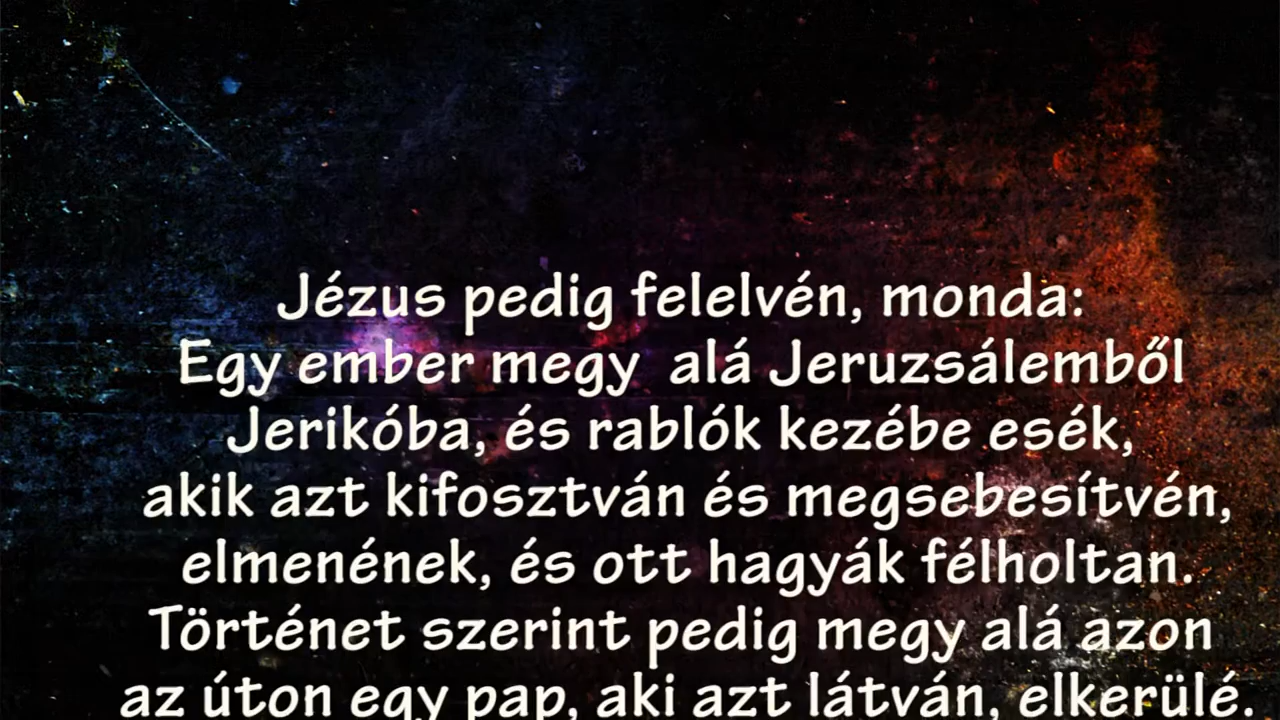 Jézus pedig felelvén, monda:
Egy ember megy  alá Jeruzsálemből
Jerikóba, és rablók kezébe esék,
akik azt kifosztván és megsebesítvén,
elmenének, és ott hagyák félholtan.
Történet szerint pedig megy alá azon
az úton egy pap, aki azt látván, elkerülé.